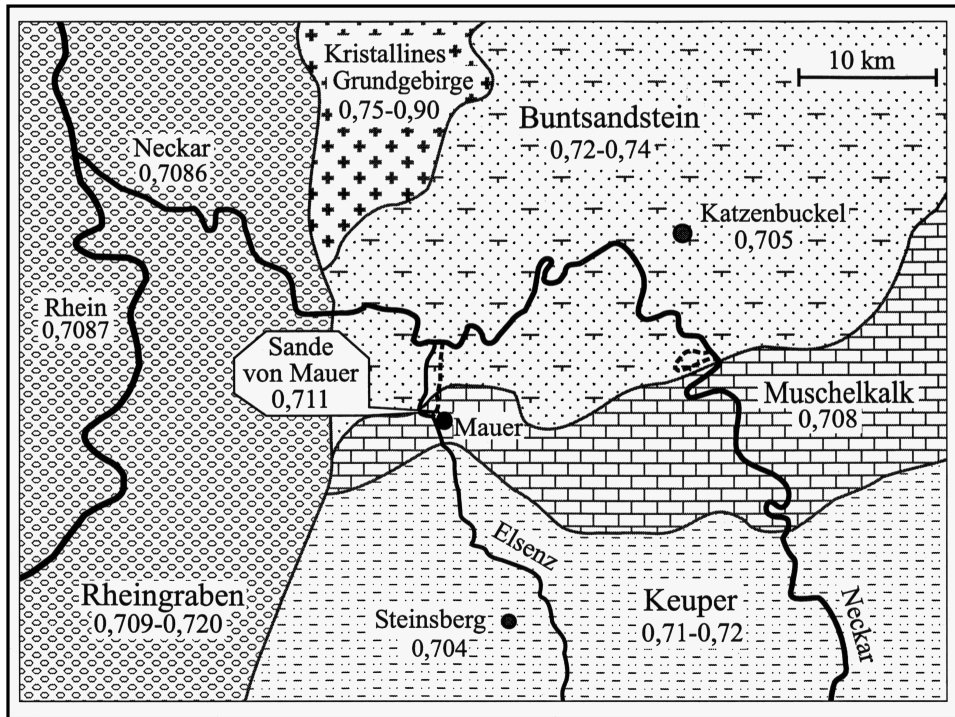 Kristallines
Grundgebirge
0,75-0,90
10 km
Buntsandstein
0,72-0,74
Neckar
0,7086
Katzenbuckel
0,705
Rhein
0,7087
Sande
von Mauer
0,711
Muschelkalk
0,708
Mauer
Elsenz
Rheingraben
0,709-0,720
Steinsberg
0,704
Keuper
0,71-0,72
Neckar